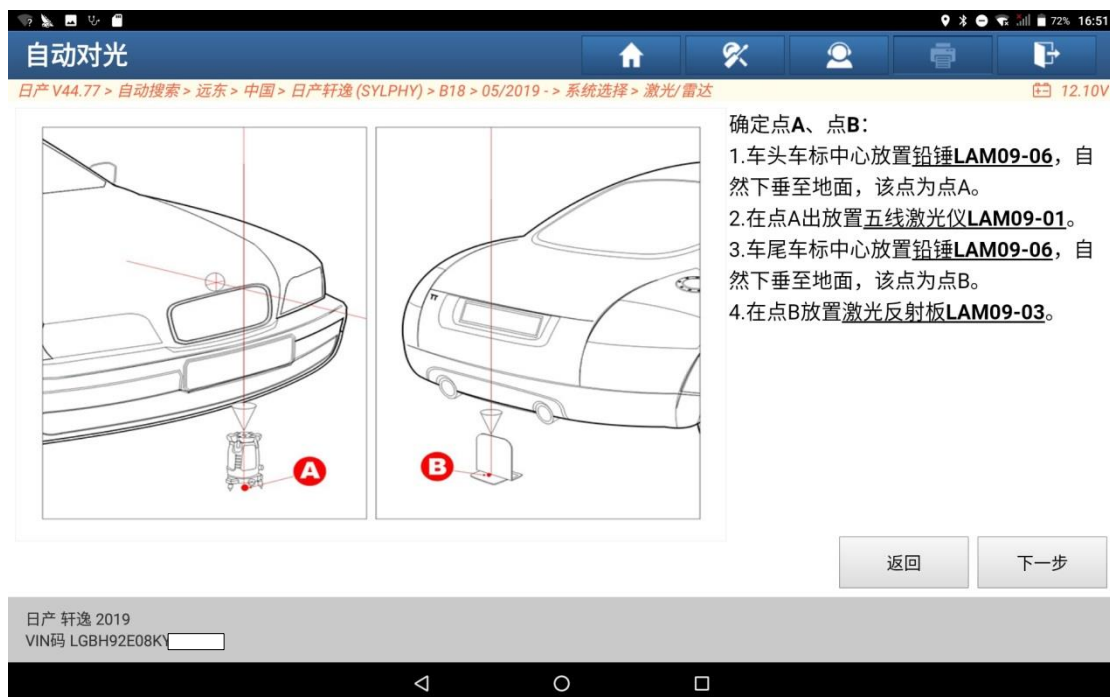 72% 16:51
自动对光
日产 V44.77 > 自动搜索 > 远东 > 中国 > 日产轩逸 (SYLPHY) > B18 > 05/2019 - > 系统选择 > 激光/雷达
12.10V
确定点A、点B：
1.车头车标中心放置铅锤LAM09-06，自
然下垂至地面，该点为点A。
2.在点A出放置五线激光仪LAM09-01。
3.车尾车标中心放置铅锤LAM09-06，自
然下垂至地面，该点为点B。
4.在点B放置激光反射板LAM09-03。
A
B
返回
下一步
日产 轩逸 2019
VIN码 LGBH92E08KY